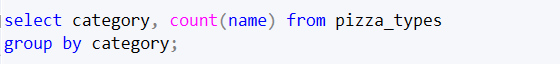 select category, count(name) from pizza_types
group by category;